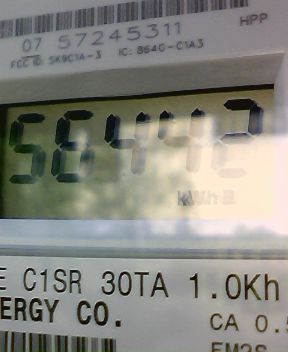 HPP
07 57245311
FCC ID: SK9C1A-3 IC: 864G-C1A3
56442
kWh
E C1SR 30TA 1.0Kh
ERGY CO.
CA 0.5
EM2S